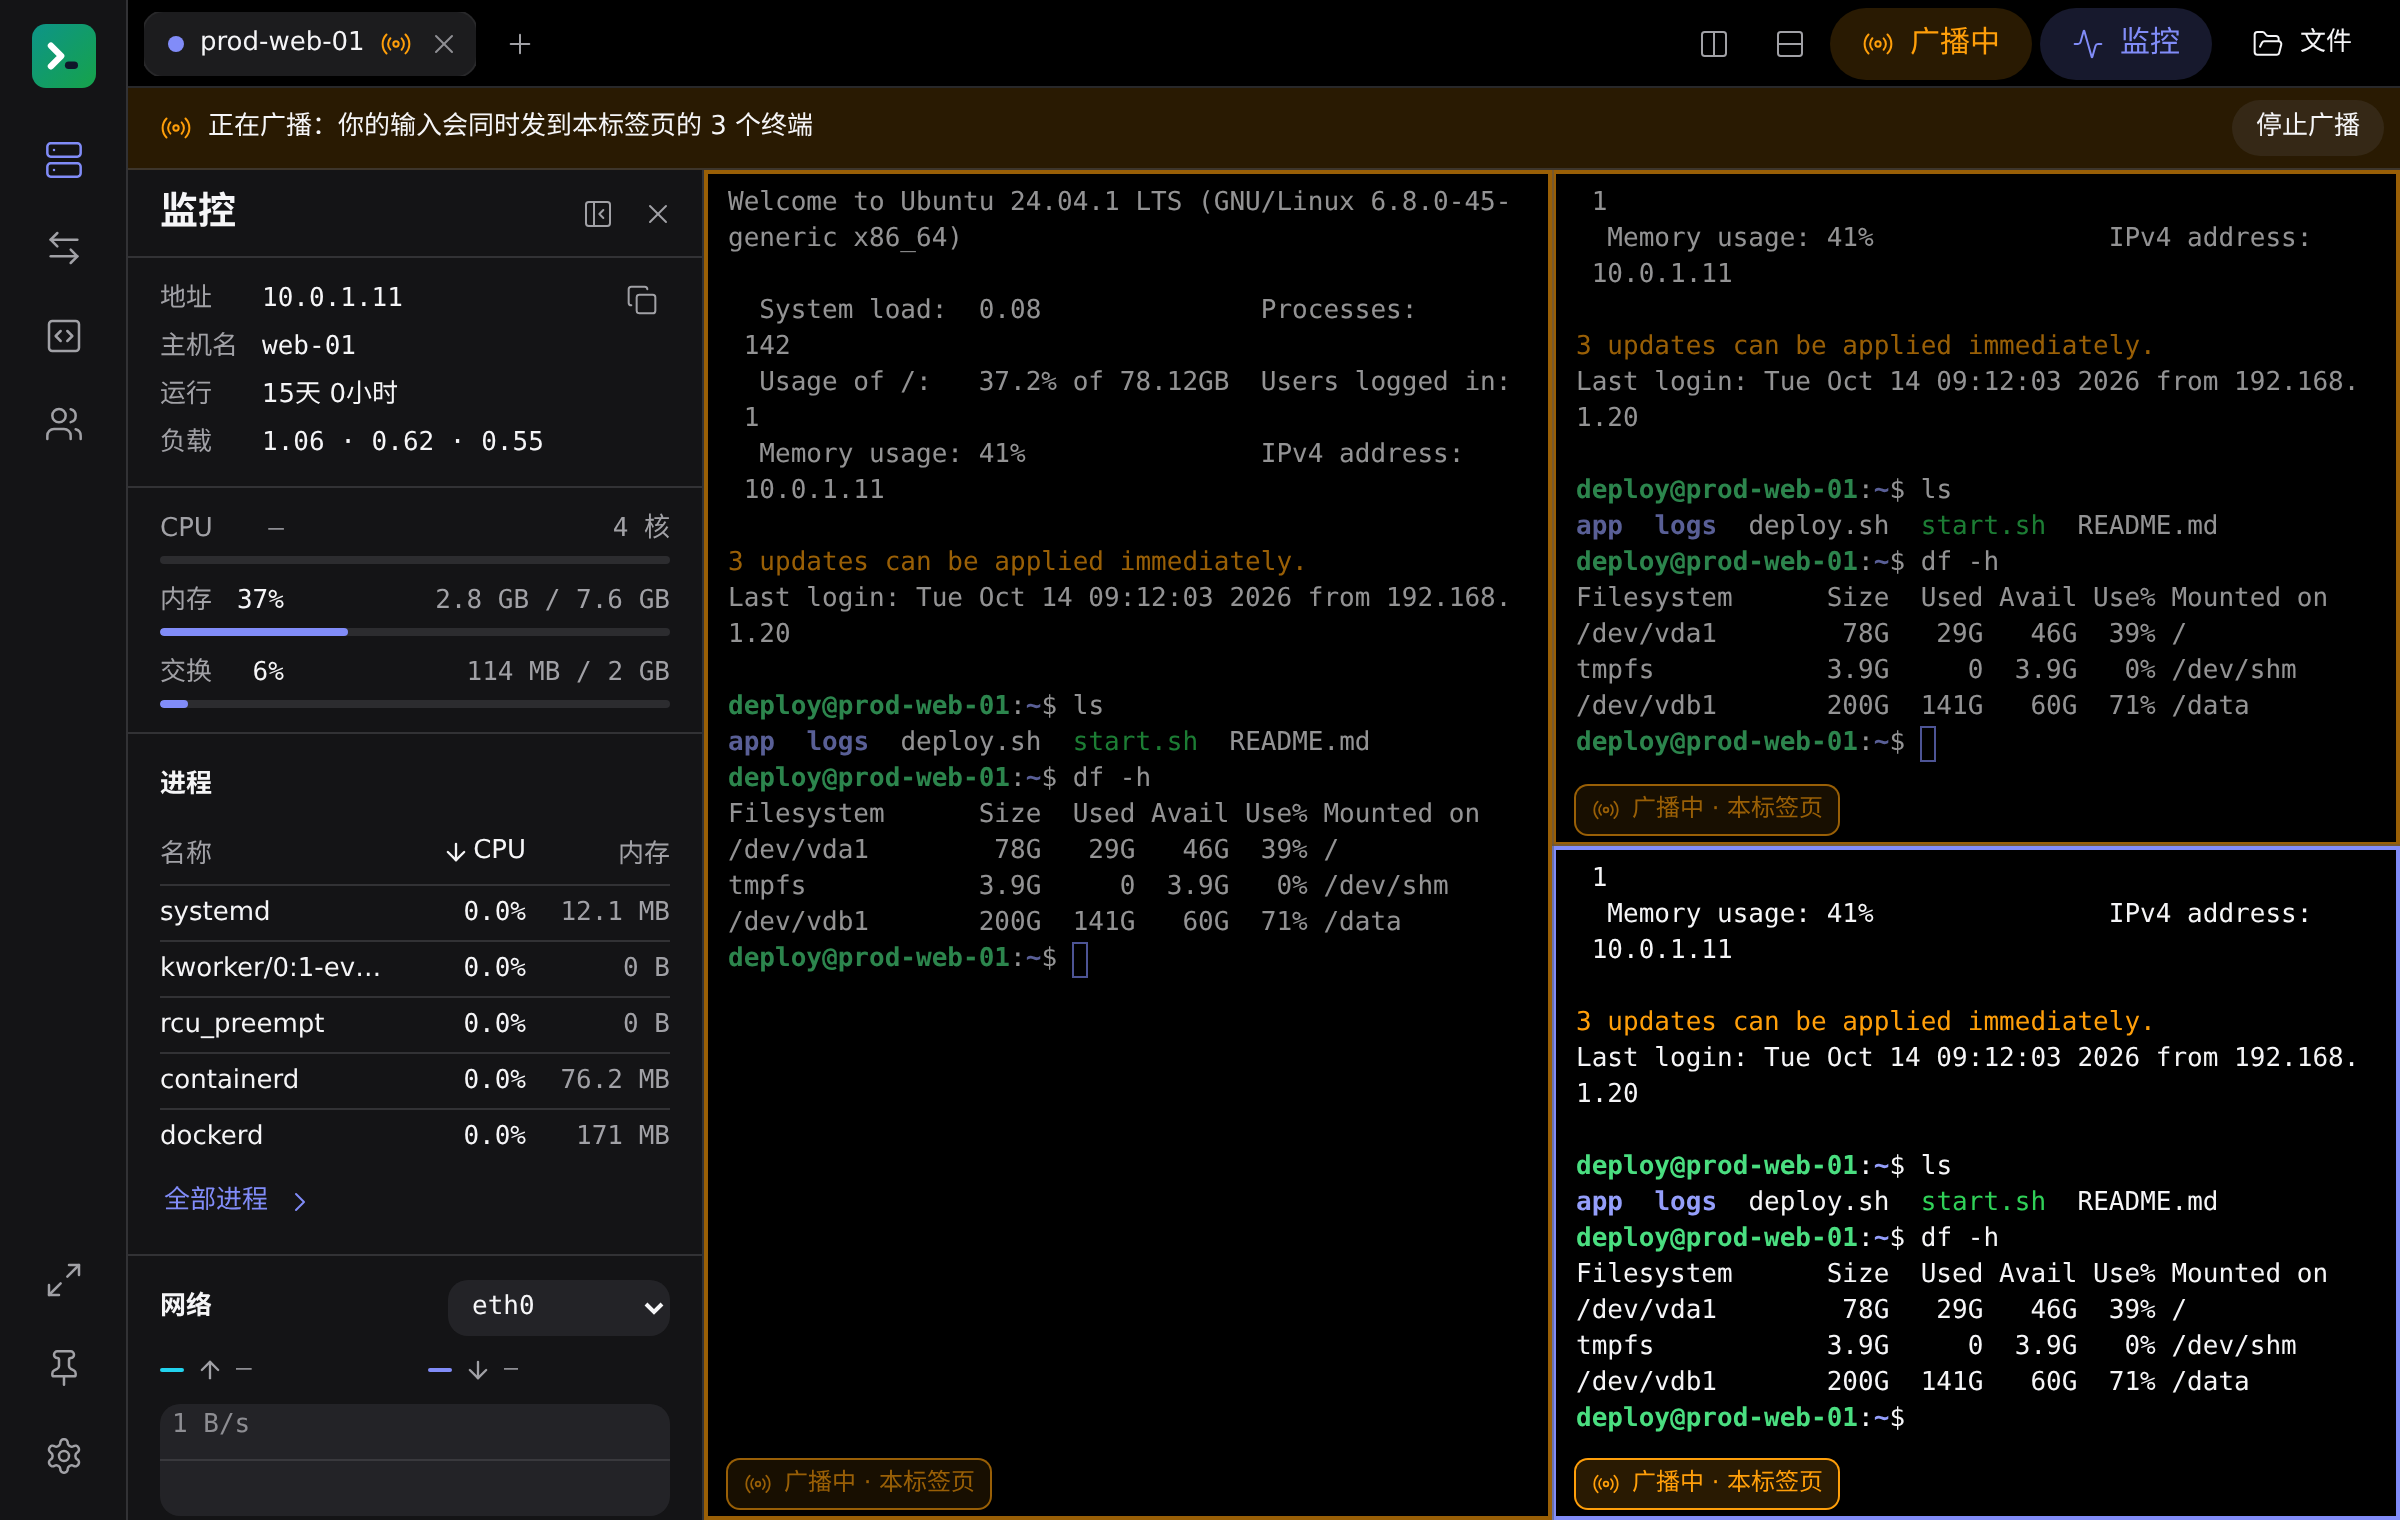 prod-web-01
广播中
监控
文件
正在广播：你的输入会同时发到本标签页的 3 个终端
停止广播
监控
地址 10.0.1.11
主机名 web-01
运行 15天 0小时
负载 1.06 · 0.62 · 0.55
CPU — 4 核
内存 37% 2.8 GB / 7.6 GB
交换 6% 114 MB / 2 GB
进程
名称 ↓ CPU 内存
systemd 0.0% 12.1 MB
kworker/0:1-ev… 0.0% 0 B
rcu_preempt 0.0% 0 B
containerd 0.0% 76.2 MB
dockerd 0.0% 171 MB
全部进程
网络 eth0
↑ — ↓ —
1 B/s
Welcome to Ubuntu 24.04.1 LTS (GNU/Linux 6.8.0-45-
generic x86_64)
System load:  0.08              Processes:
142
Usage of /:   37.2% of 78.12GB  Users logged in:
1
Memory usage: 41%               IPv4 address:
10.0.1.11
3 updates can be applied immediately.
Last login: Tue Oct 14 09:12:03 2026 from 192.168.
1.20
deploy@prod-web-01:~$ ls
app  logs  deploy.sh  start.sh  README.md
deploy@prod-web-01:~$ df -h
Filesystem      Size  Used Avail Use% Mounted on
/dev/vda1        78G   29G   46G  39% /
tmpfs           3.9G     0  3.9G   0% /dev/shm
/dev/vdb1       200G  141G   60G  71% /data
deploy@prod-web-01:~$
广播中 · 本标签页
1
Memory usage: 41%               IPv4 address:
10.0.1.11
3 updates can be applied immediately.
Last login: Tue Oct 14 09:12:03 2026 from 192.168.
1.20
deploy@prod-web-01:~$ ls
app  logs  deploy.sh  start.sh  README.md
deploy@prod-web-01:~$ df -h
Filesystem      Size  Used Avail Use% Mounted on
/dev/vda1        78G   29G   46G  39% /
tmpfs           3.9G     0  3.9G   0% /dev/shm
/dev/vdb1       200G  141G   60G  71% /data
deploy@prod-web-01:~$
广播中 · 本标签页
1
Memory usage: 41%               IPv4 address:
10.0.1.11
3 updates can be applied immediately.
Last login: Tue Oct 14 09:12:03 2026 from 192.168.
1.20
deploy@prod-web-01:~$ ls
app  logs  deploy.sh  start.sh  README.md
deploy@prod-web-01:~$ df -h
Filesystem      Size  Used Avail Use% Mounted on
/dev/vda1        78G   29G   46G  39% /
tmpfs           3.9G     0  3.9G   0% /dev/shm
/dev/vdb1       200G  141G   60G  71% /data
deploy@prod-web-01:~$
广播中 · 本标签页